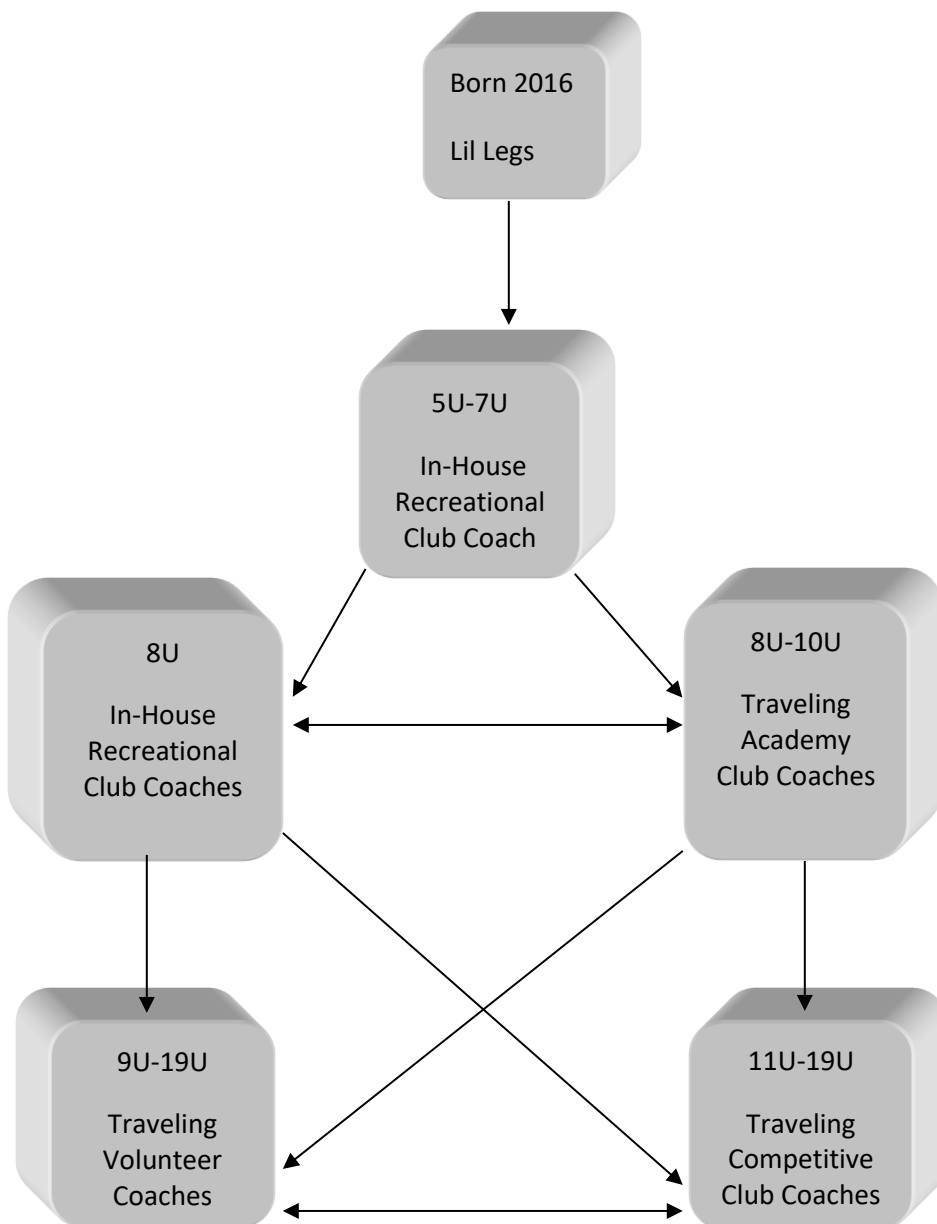 Born 2016
Lil Legs
5U-7U
In-House
Recreational
Club Coach
8U
In-House
Recreational
Club Coaches
8U-10U
Traveling
Academy
Club Coaches
9U-19U
Traveling
Volunteer
Coaches
11U-19U
Traveling
Competitive
Club Coaches